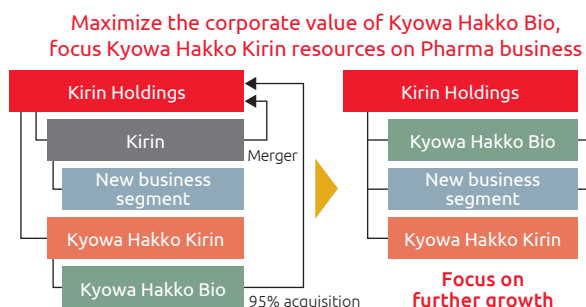 Maximize the corporate value of Kyowa Hakko Bio,
focus Kyowa Hakko Kirin resources on Pharma business
Kirin Holdings
Kirin
Merger
New business
segment
Kyowa Hakko Kirin
Kyowa Hakko Bio
95% acquisition
Kirin Holdings
Kyowa Hakko Bio
New business
segment
Kyowa Hakko Kirin
Focus on
further growth